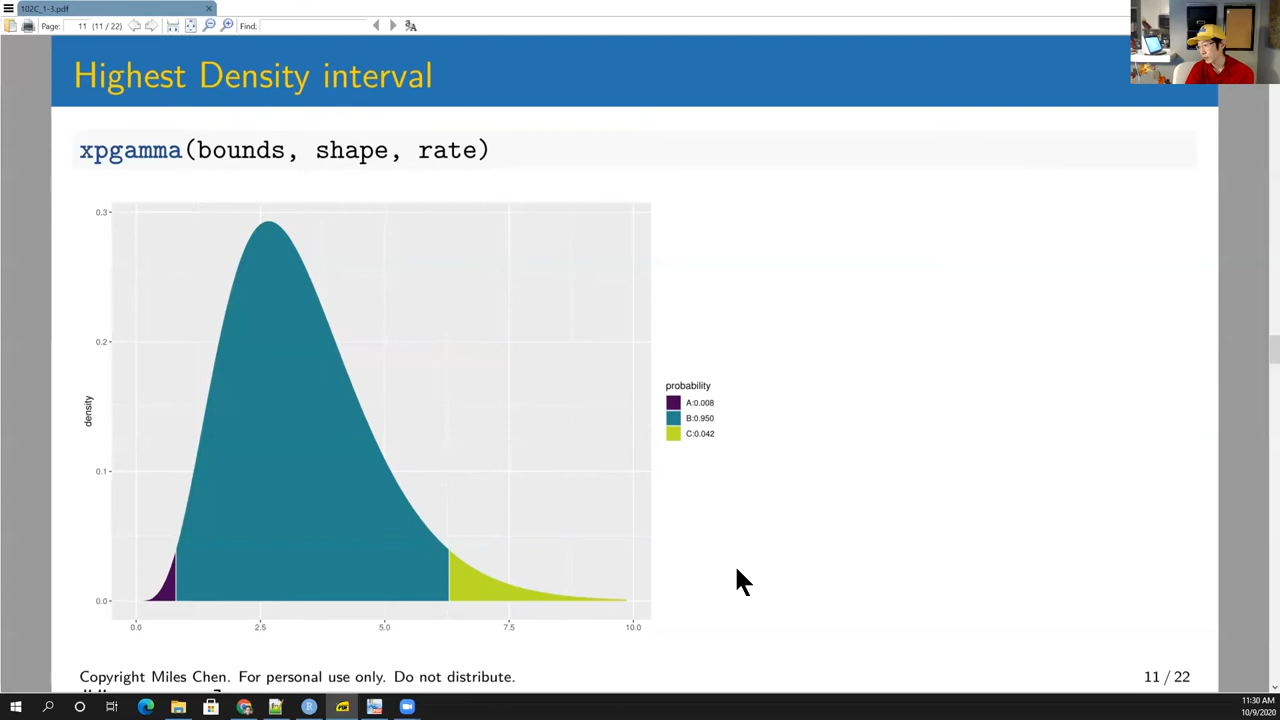 102C_1-3.pdf
Page: 11 (11 / 22) Find:
Highest Density interval
xpgamma(bounds, shape, rate)
0.3
0.2
0.1
0.0
density
0.0 2.5 5.0 7.5 10.0
probability
A:0.008
B:0.950
C:0.042
Copyright Miles Chen. For personal use only. Do not distribute.
11 / 22
11:30 AM
10/9/2020